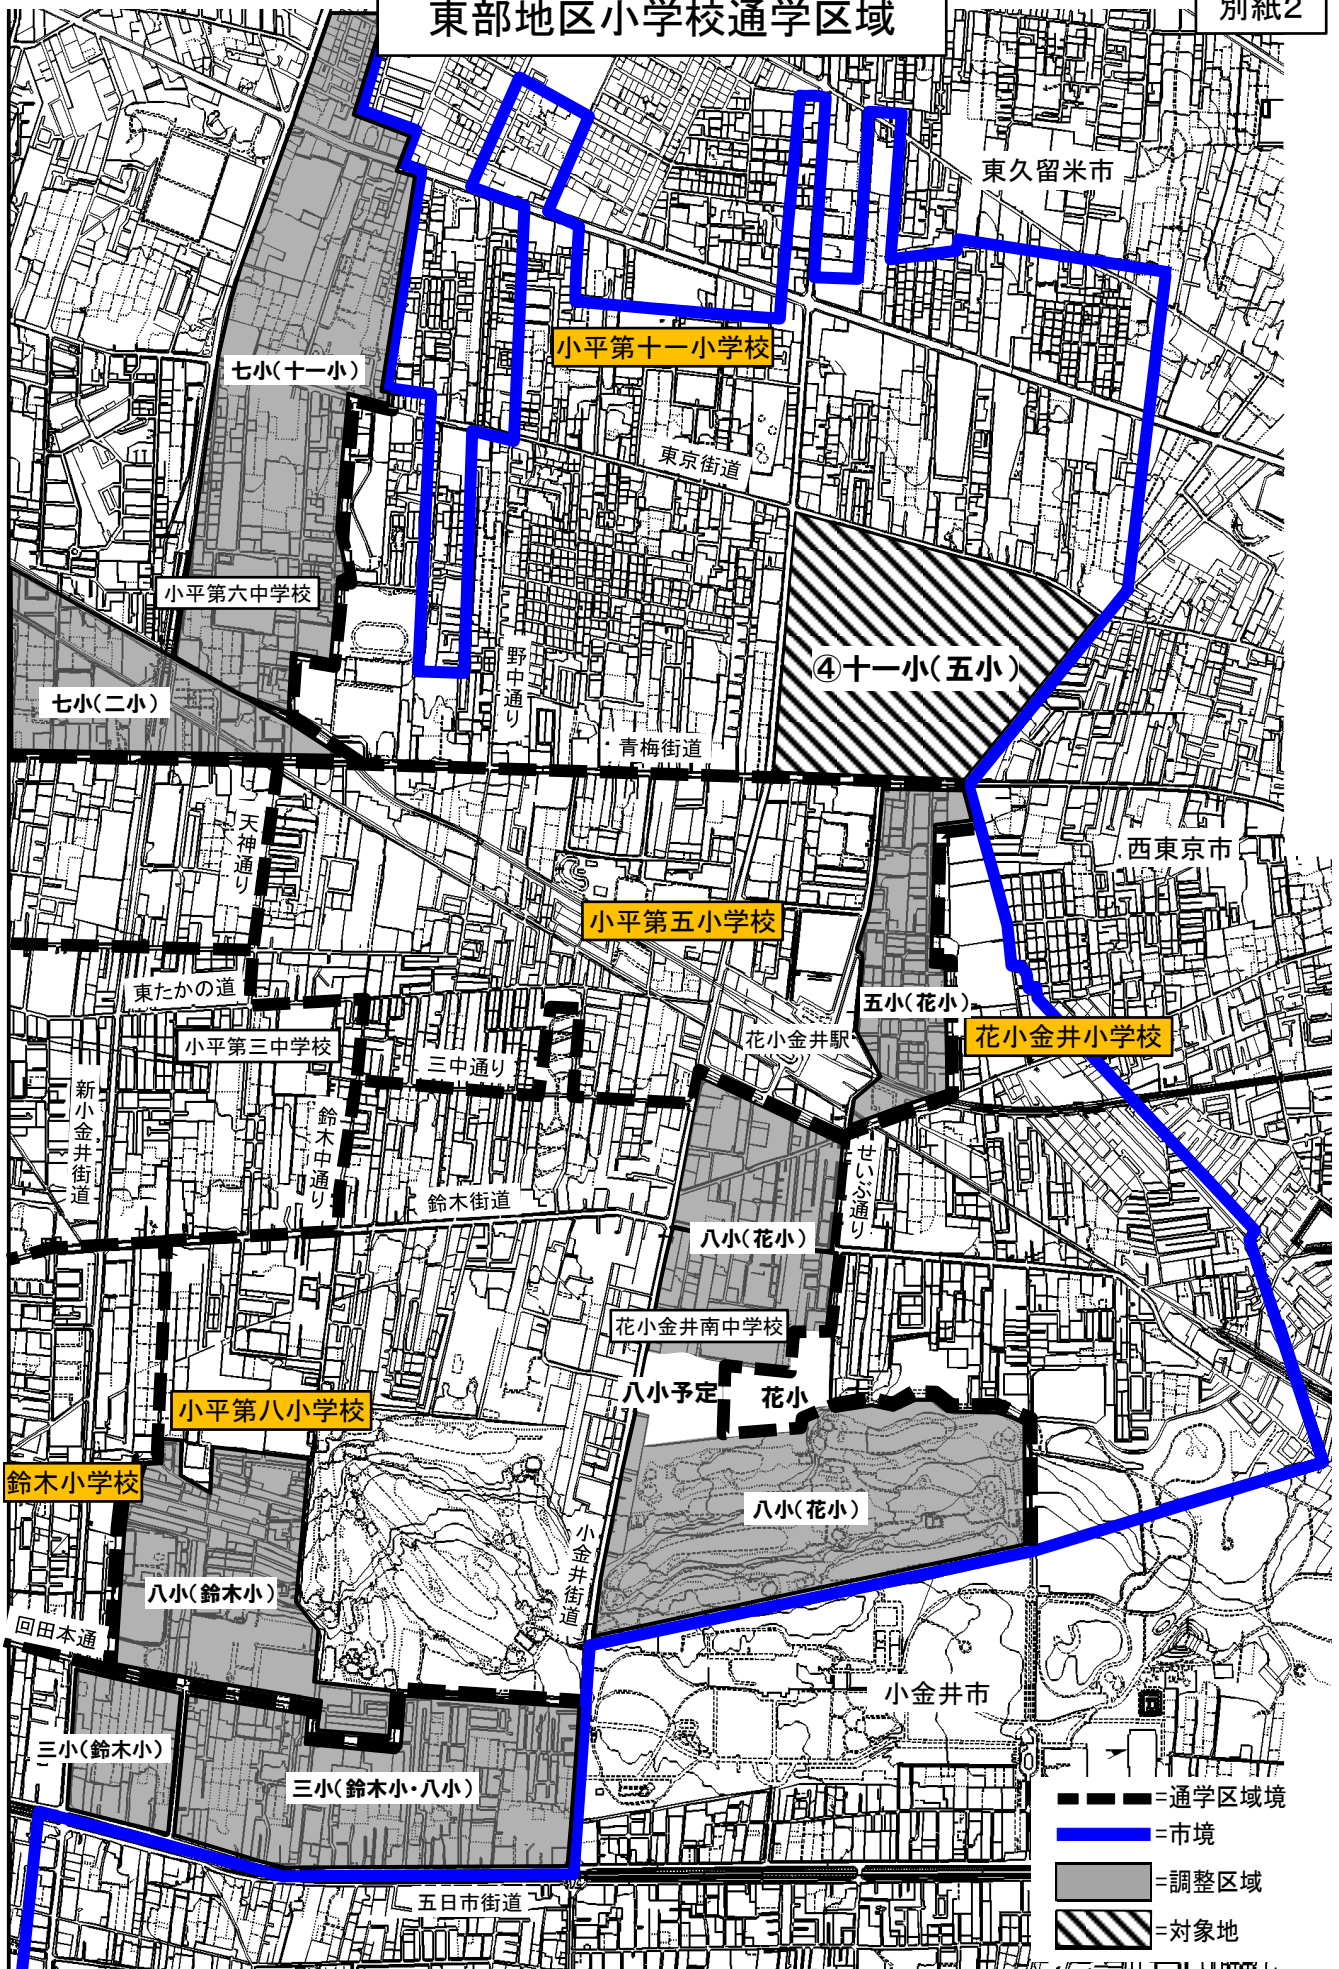 東部地区小学校通学区域
別紙2
東久留米市
小平第十一小学校
七小(十一小)
東京街道
小平第六中学校
野中通り
④十一小(五小)
七小(二小)
青梅街道
天神通り
西東京市
小平第五小学校
東たかの道
五小(花小)
小平第三中学校
花小金井駅
花小金井小学校
三中通り
新小金井街道
鈴木中通り
せいぶ通り
鈴木街道
八小(花小)
花小金井南中学校
八小予定
花小
小平第八小学校
鈴木小学校
八小(花小)
小金井街道
八小(鈴木小)
回田本通
小金井市
三小(鈴木小)
三小(鈴木小・八小)
五日市街道
=通学区域境
=市境
=調整区域
=対象地